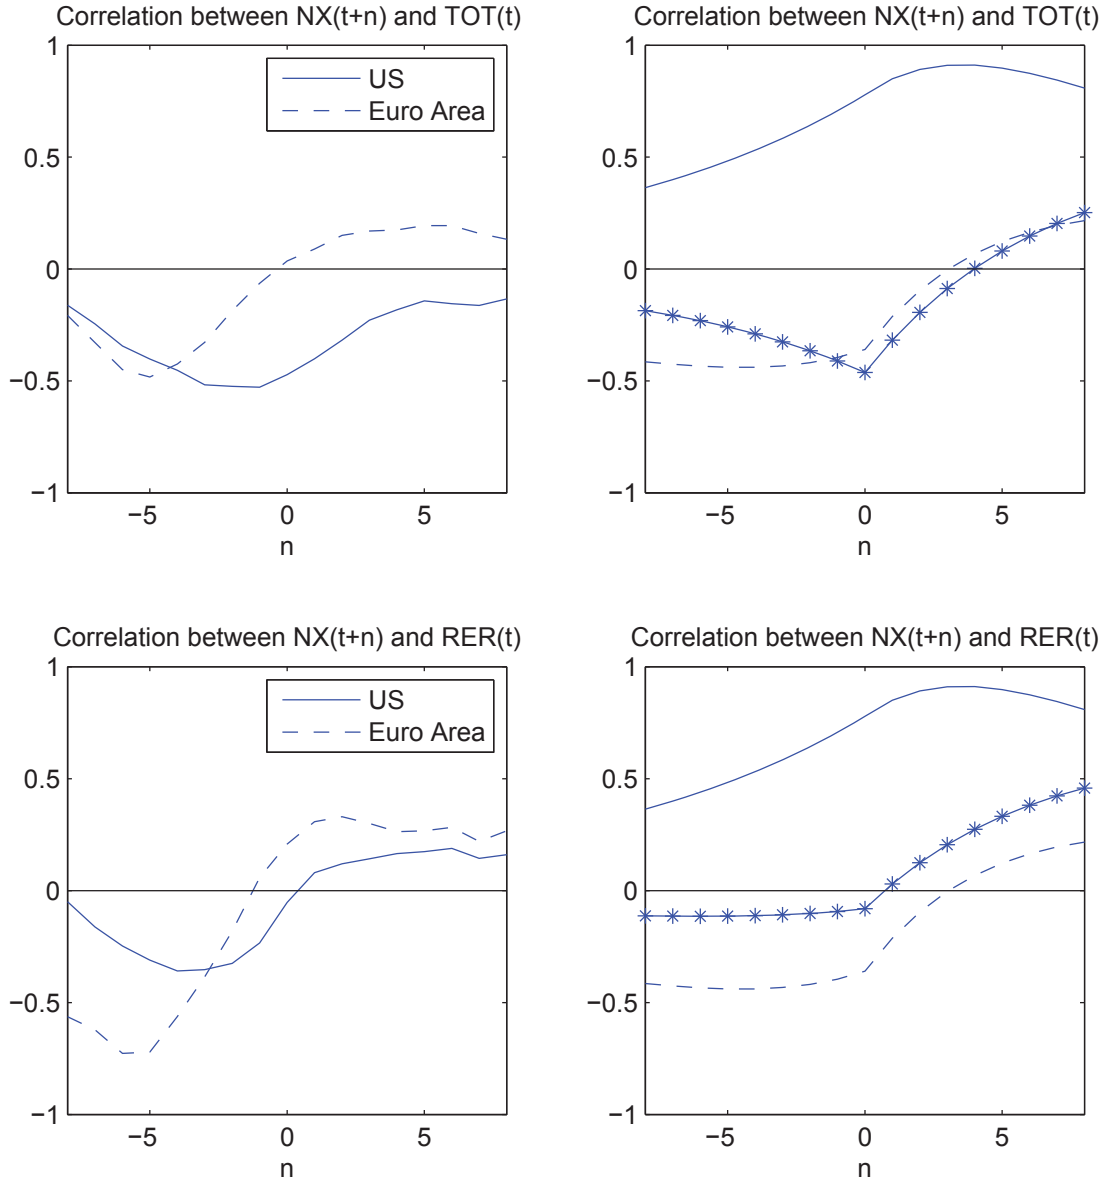 Correlation between NX(t+n) and TOT(t)
1
0.5
0
−0.5
−1
−5
0
5
n
US
Euro Area
Correlation between NX(t+n) and TOT(t)
1
0.5
0
−0.5
−1
−5
0
5
n
Correlation between NX(t+n) and RER(t)
1
0.5
0
−0.5
−1
−5
0
5
n
US
Euro Area
Correlation between NX(t+n) and RER(t)
1
0.5
0
−0.5
−1
−5
0
5
n